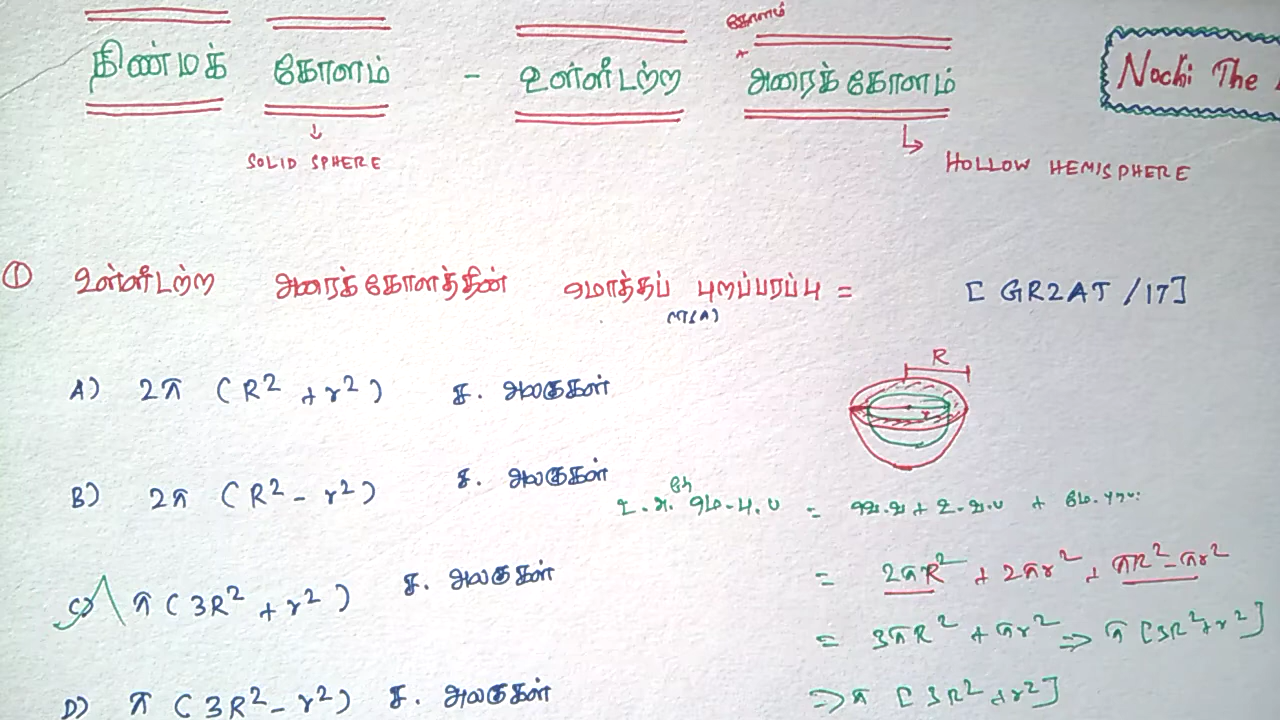 கோளம்
திண்மக் கோளம் - உள்ளீடற்ற அரைக்கோளம்
Nochi The
SOLID SPHERE
HOLLOW HEMISPHERE
① உள்ளீடற்ற அரைக்கோளத்தின் மொத்தப் புறப்பரப்பு = [GR2AT /17]
(TSA)
R
r
A) 2π (R² + r²) ச. அலகுகள்
B) 2π (R² - r²) ச. அலகுகள்
C) π (3R² + r²) ச. அலகுகள்
D) π (3R² - r²) ச. அலகுகள்
உ. அ. கோ மொ.பு.ப =
= 2πR² + 2πr² + πR² - πr²
= 3πR² + πr² ⇒ π [3R² + r²]
⇒ π [3R² + r²]